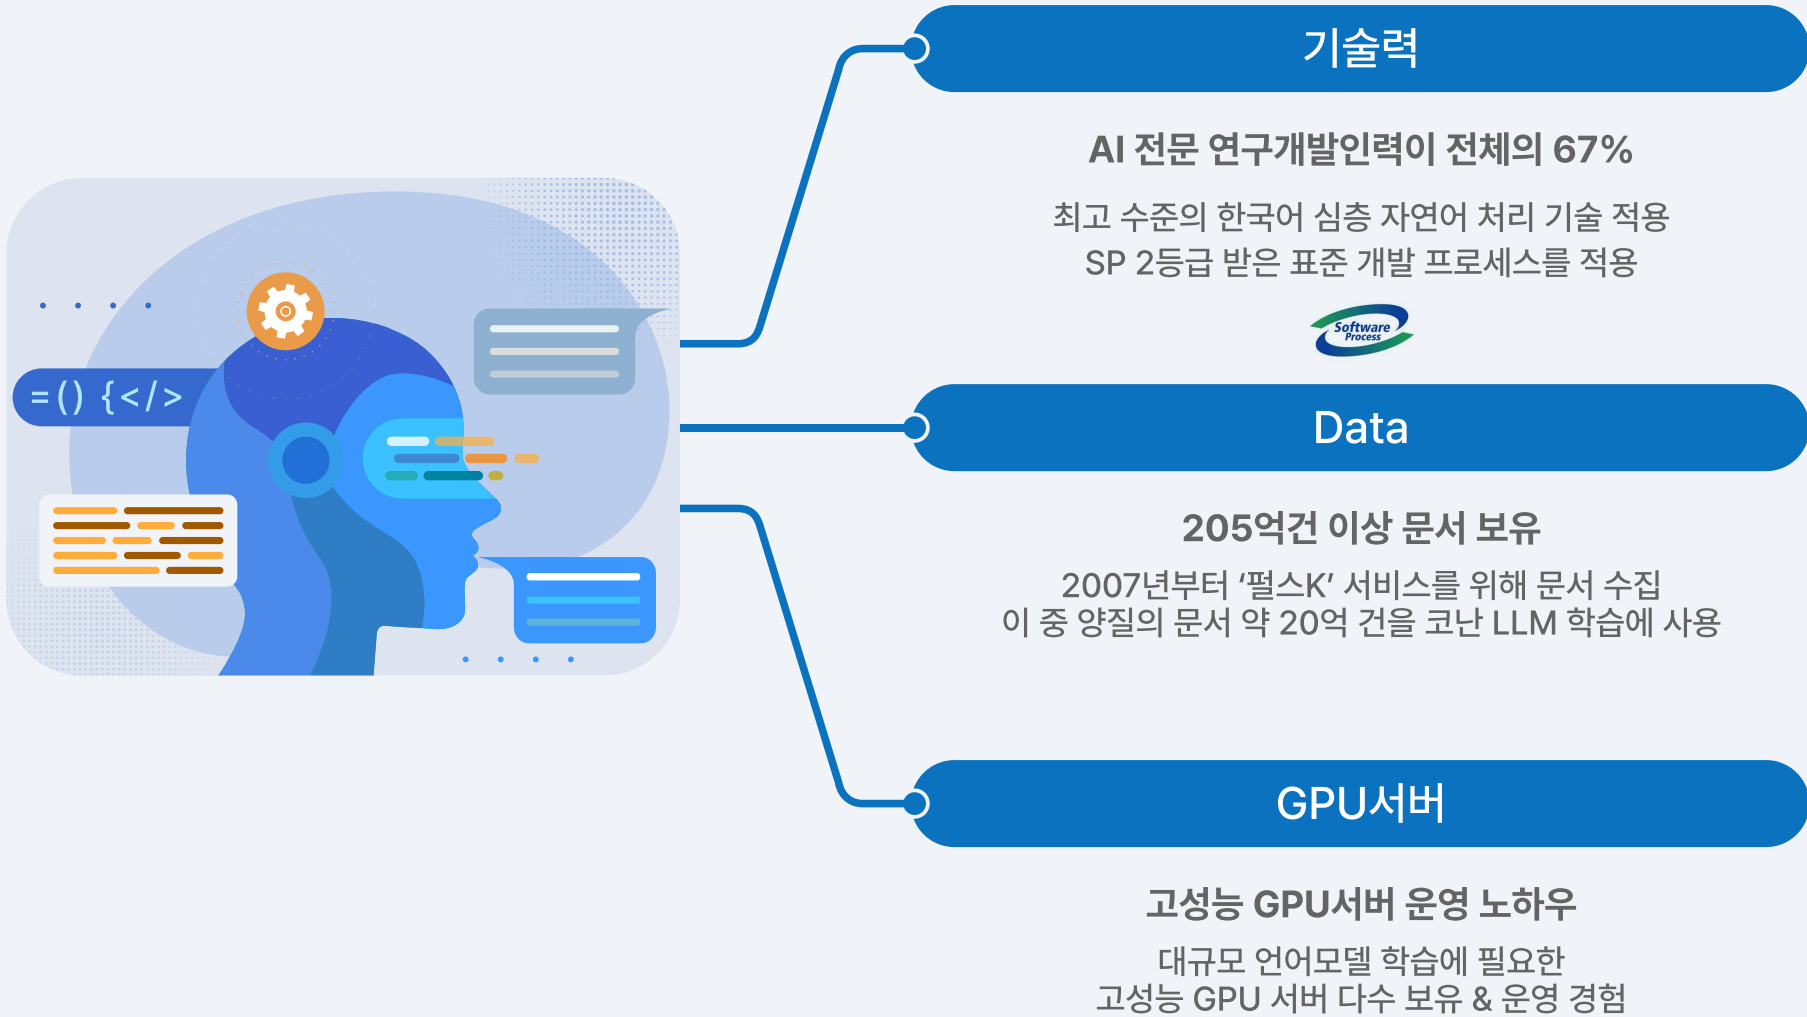 기술력
AI 전문 연구개발인력이 전체의 67%
최고 수준의 한국어 심층 자연어 처리 기술 적용
SP 2등급 받은 표준 개발 프로세스를 적용
Software
Process
=() {</>
Data
205억건 이상 문서 보유
2007년부터 ‘펄스K’ 서비스를 위해 문서 수집
이 중 양질의 문서 약 20억 건을 코난 LLM 학습에 사용
GPU서버
고성능 GPU서버 운영 노하우
대규모 언어모델 학습에 필요한
고성능 GPU 서버 다수 보유 & 운영 경험